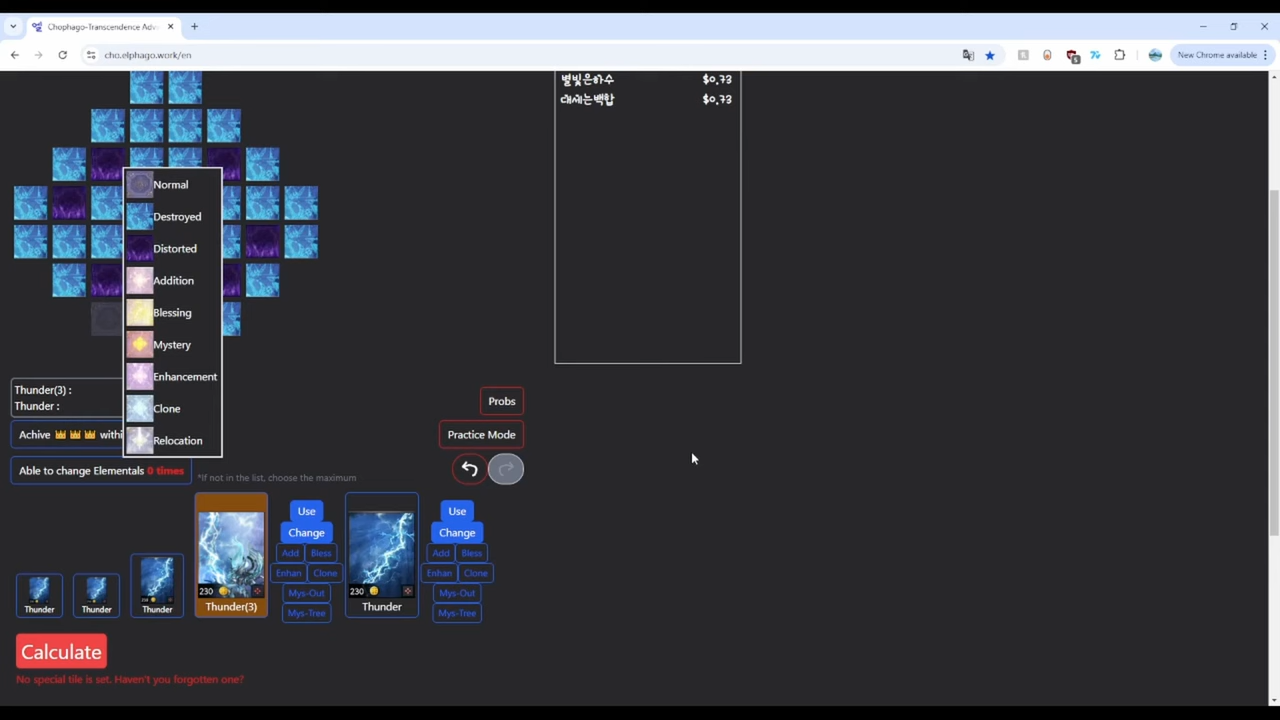 Chophago-Transcendence Adv
cho.elphago.work/en
New Chrome available
별빛은하수 $0.73
대세는백합 $0.73
Normal
Destroyed
Distorted
Addition
Blessing
Mystery
Enhancement
Clone
Relocation
Thunder(3) :
Thunder :
Achive
withi
Able to change Elementals 0 times
*If not in the list, choose the maximum
Probs
Practice Mode
Thunder
Thunder
Thunder
230
Thunder(3)
Use
Change
Add Bless
Enhan Clone
Mys-Out
Mys-Tree
230
Thunder
Use
Change
Add Bless
Enhan Clone
Mys-Out
Mys-Tree
Calculate
No special tile is set. Haven't you forgotten one?